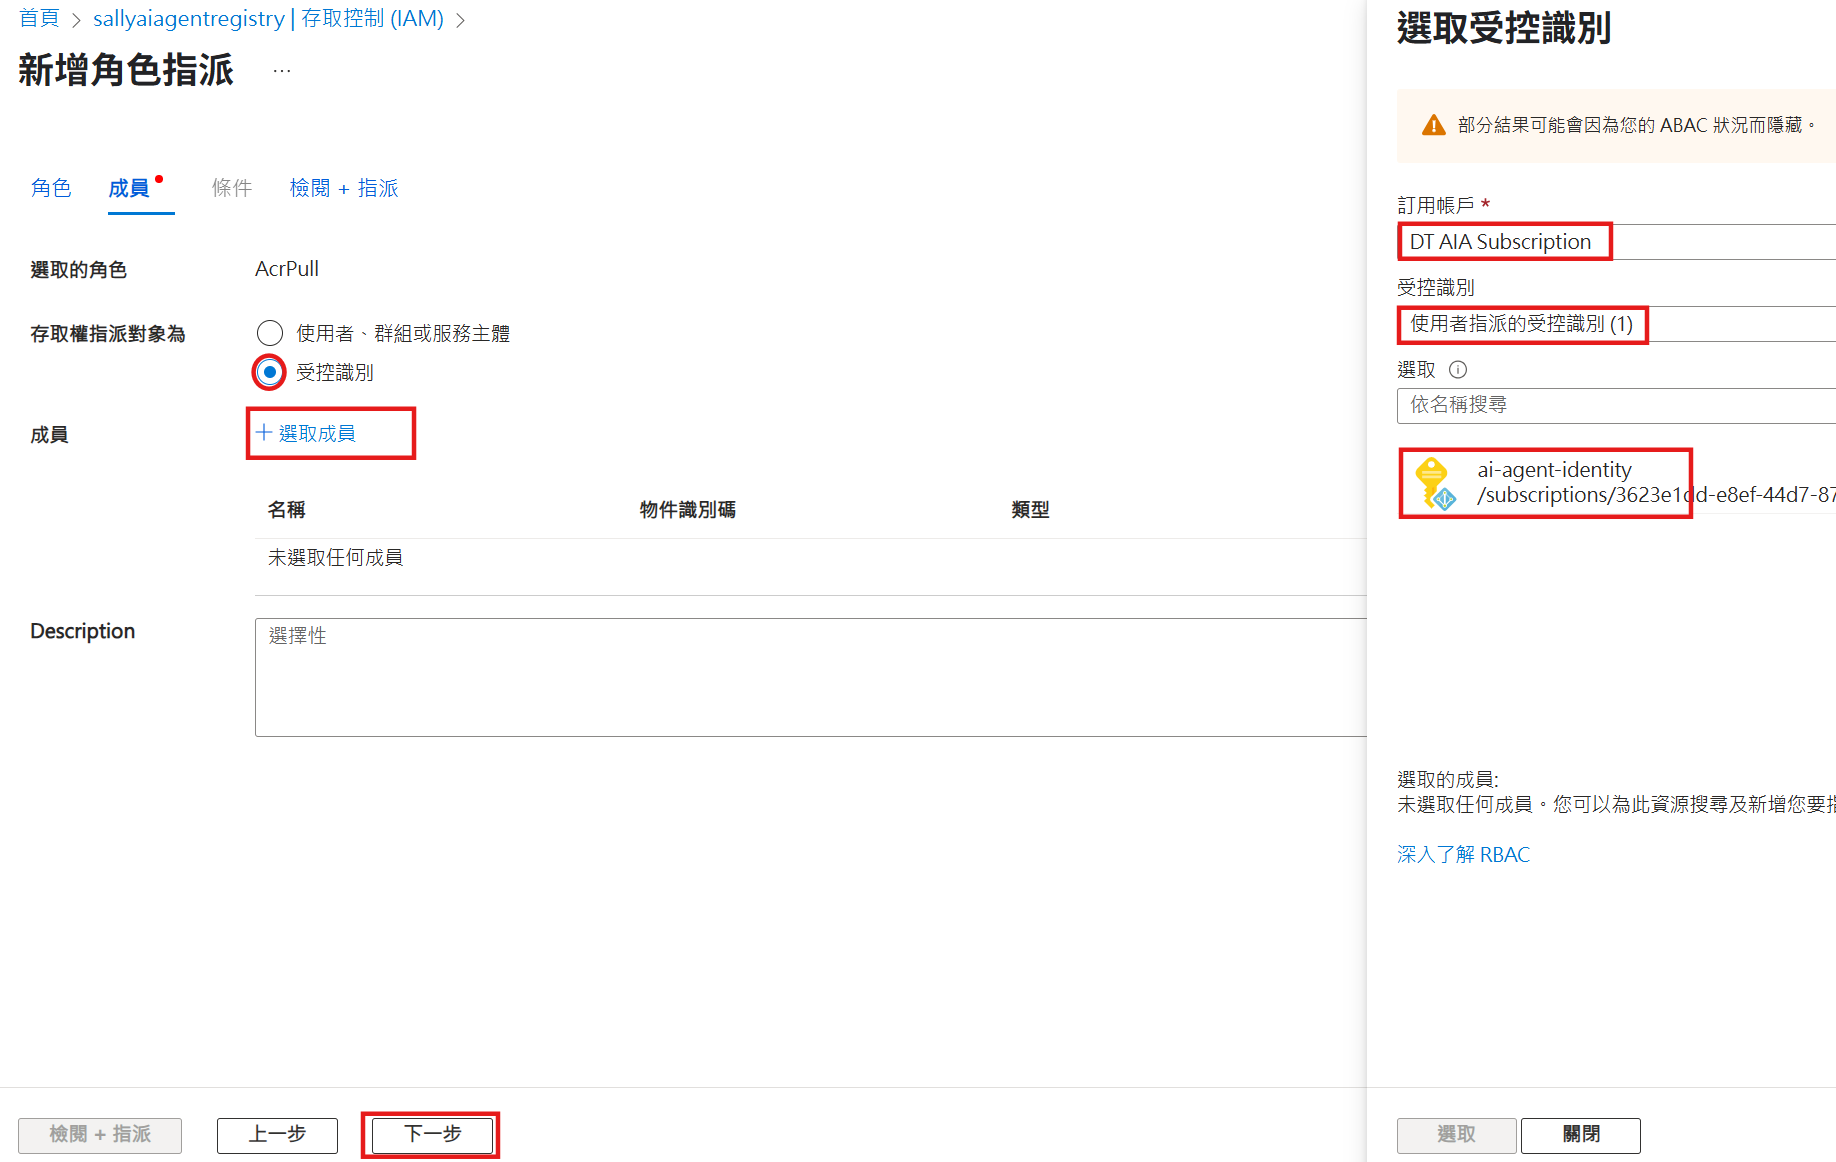 首頁 > sallyaiagentregistry | 存取控制 (IAM) >
新增角色指派 ...
角色 成員 條件 檢閱 + 指派
選取的角色 AcrPull
存取權指派對象為 使用者、群組或服務主體
受控識別
成員 + 選取成員
名稱 物件識別碼 類型
未選取任何成員
Description 選擇性
檢閱 + 指派 上一步 下一步
選取受控識別
部分結果可能會因為您的 ABAC 狀況而隱藏。
訂用帳戶 *
DT AIA Subscription
受控識別
使用者指派的受控識別 (1)
選取
依名稱搜尋
ai-agent-identity
/subscriptions/3623e1dd-e8ef-44d7-87
選取的成員:
未選取任何成員。您可以為此資源搜尋及新增您要指
深入了解 RBAC
選取 關閉